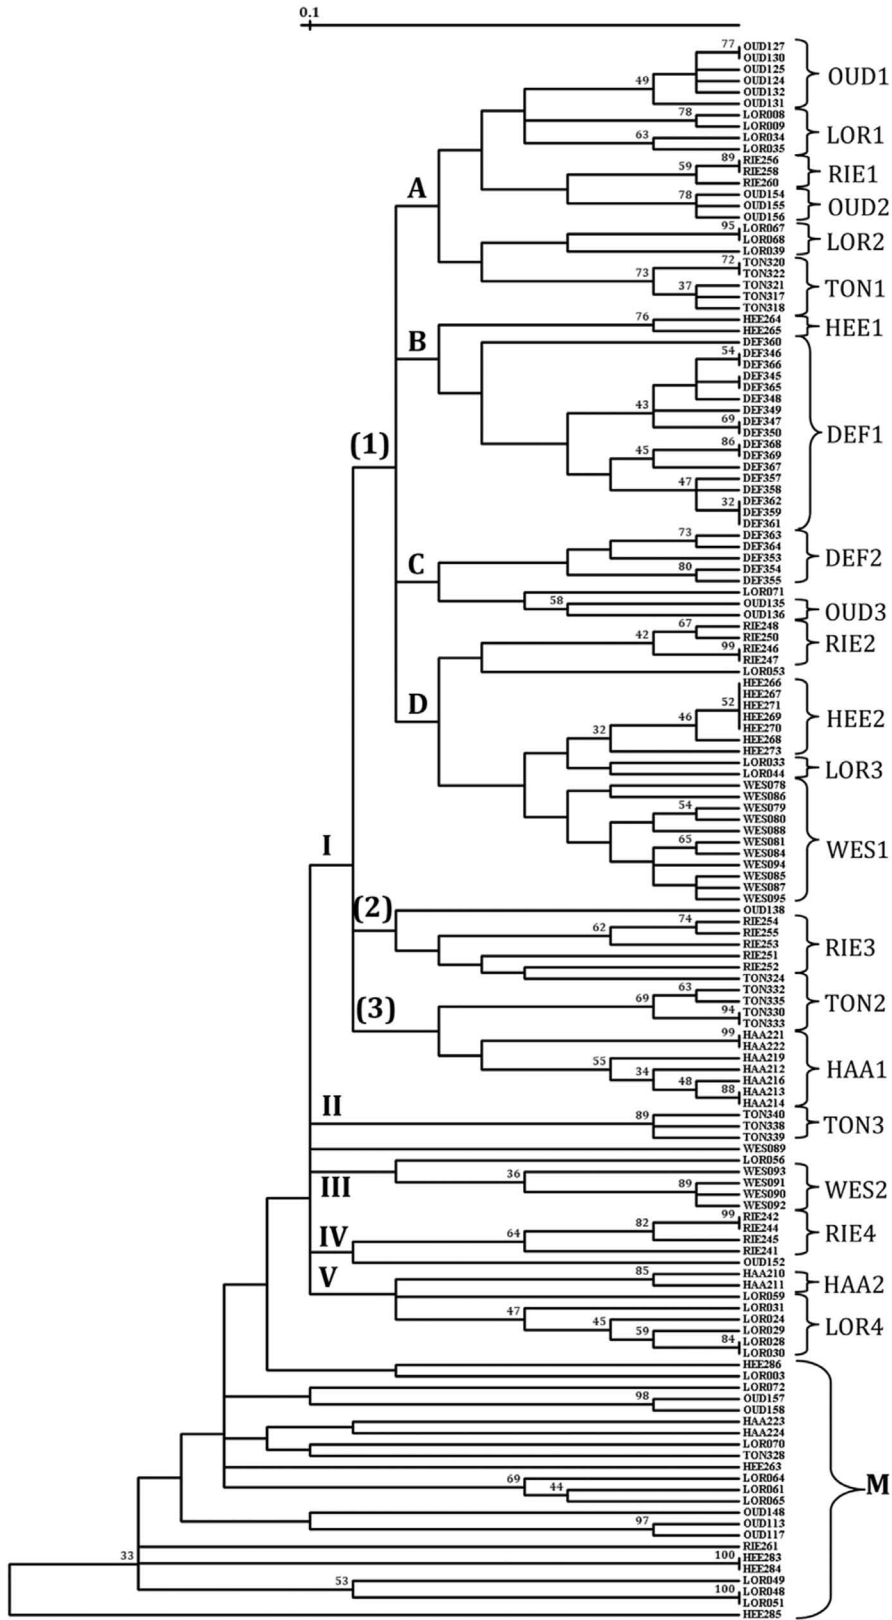 0.1
77 OUD127
OUD130
OUD125
49 OUD124 OUD1
OUD132
OUD131
78 LOR008
LOR009 LOR1
63 LOR034
LOR035
89 RIE256
59 RIE258 RIE1
RIE260
A 78 OUD154
OUD155 OUD2
OUD156
95 LOR067
LOR068 LOR2
LOR039
72 TON320
73 TON322
37 TON321 TON1
TON317
TON318
76 HEE264 HEE1
HEE265
B DEF360
54 DEF346
DEF366
DEF345
DEF365
DEF348
43 DEF349
69 DEF347
DEF350 DEF1
86 DEF368
45 DEF369
DEF367
47 DEF357
DEF358
32 DEF362
DEF359
DEF361
(1)
73 DEF363
DEF364
DEF353 DEF2
C 80 DEF354
DEF355
LOR071
58 OUD135 OUD3
OUD136
67 RIE248
42 RIE250 RIE2
99 RIE246
RIE247
LOR053
HEE266
HEE267
D 52 HEE271
46 HEE269 HEE2
HEE270
32 HEE268
HEE273
LOR033 LOR3
LOR044
WES078
WES086
54 WES079
WES080
WES088
65 WES081 WES1
WES084
WES094
WES085
WES087
WES095
I
(2) OUD138
74 RIE254
62 RIE255
RIE253 RIE3
RIE251
RIE252
TON324
63 TON332
69 TON335 TON2
94 TON330
TON333
(3)
99 HAA221
HAA222
55 HAA219
34 HAA212 HAA1
48 HAA216
88 HAA213
HAA214
II 89 TON340
TON338 TON3
TON339
WES089
LOR056
36 WES093
III 89 WES091 WES2
WES090
WES092
99 RIE242
82 RIE244 RIE4
IV 64 RIE245
RIE241
OUD152
V 85 HAA210 HAA2
HAA211
LOR059
47 LOR031
45 LOR024 LOR4
59 LOR029
84 LOR028
LOR030
HEE286
LOR003
LOR072
98 OUD157
OUD158
HAA223
HAA224
LOR070
TON328
HEE263
69 LOR064 M
44 LOR061
LOR065
OUD148
97 OUD113
OUD117
RIE261
33 100 HEE283
HEE284
53 LOR049
100 LOR048
LOR051
HEE285